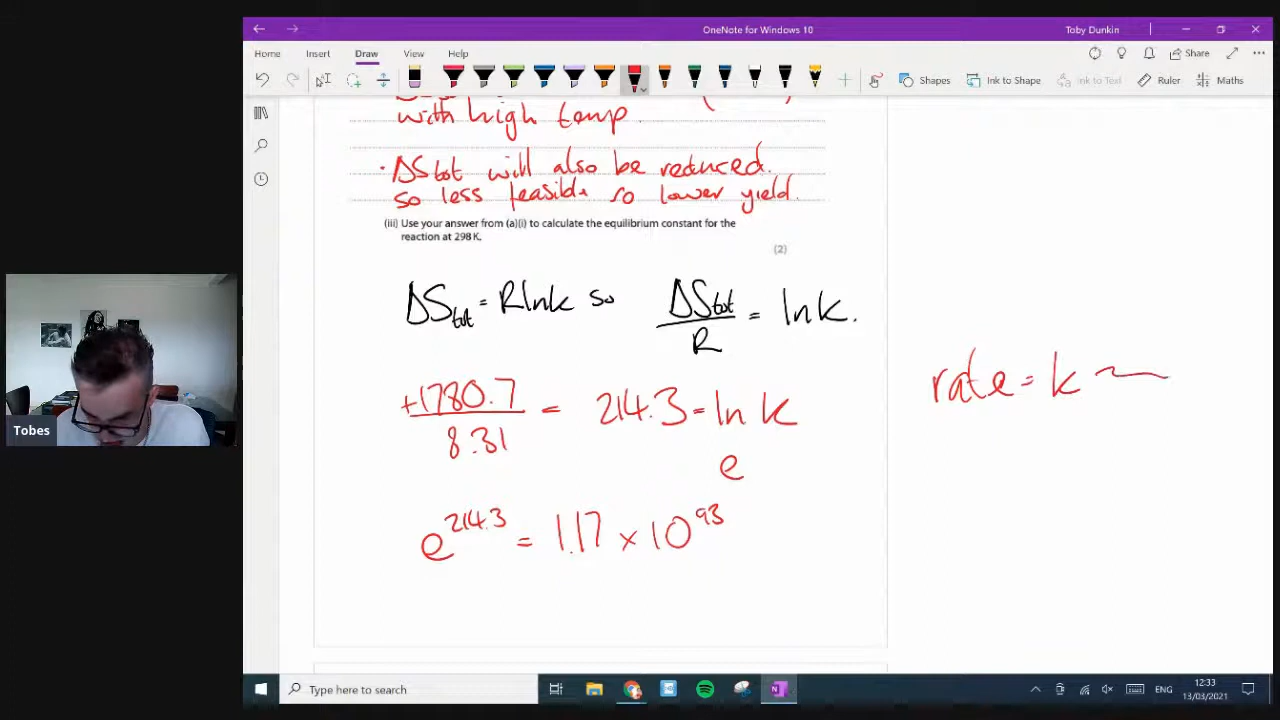 OneNote for Windows 10
Toby Dunkin
Home Insert Draw View Help
Share
Shapes Ink to Shape Ink to Text Ruler Maths
with high temp.
· ΔStot will also be reduced.
so less feasible so lower yield.
(iii) Use your answer from (a)(i) to calculate the equilibrium constant for the
reaction at 298 K.
(2)
ΔStot = Rlnk so ΔStot/R = lnk.
+1780.7/8.31 = 214.3 = ln k
e
rate = k
e^214.3 = 1.17 × 10^93
Tobes
Type here to search
ENG
12:33
13/03/2021